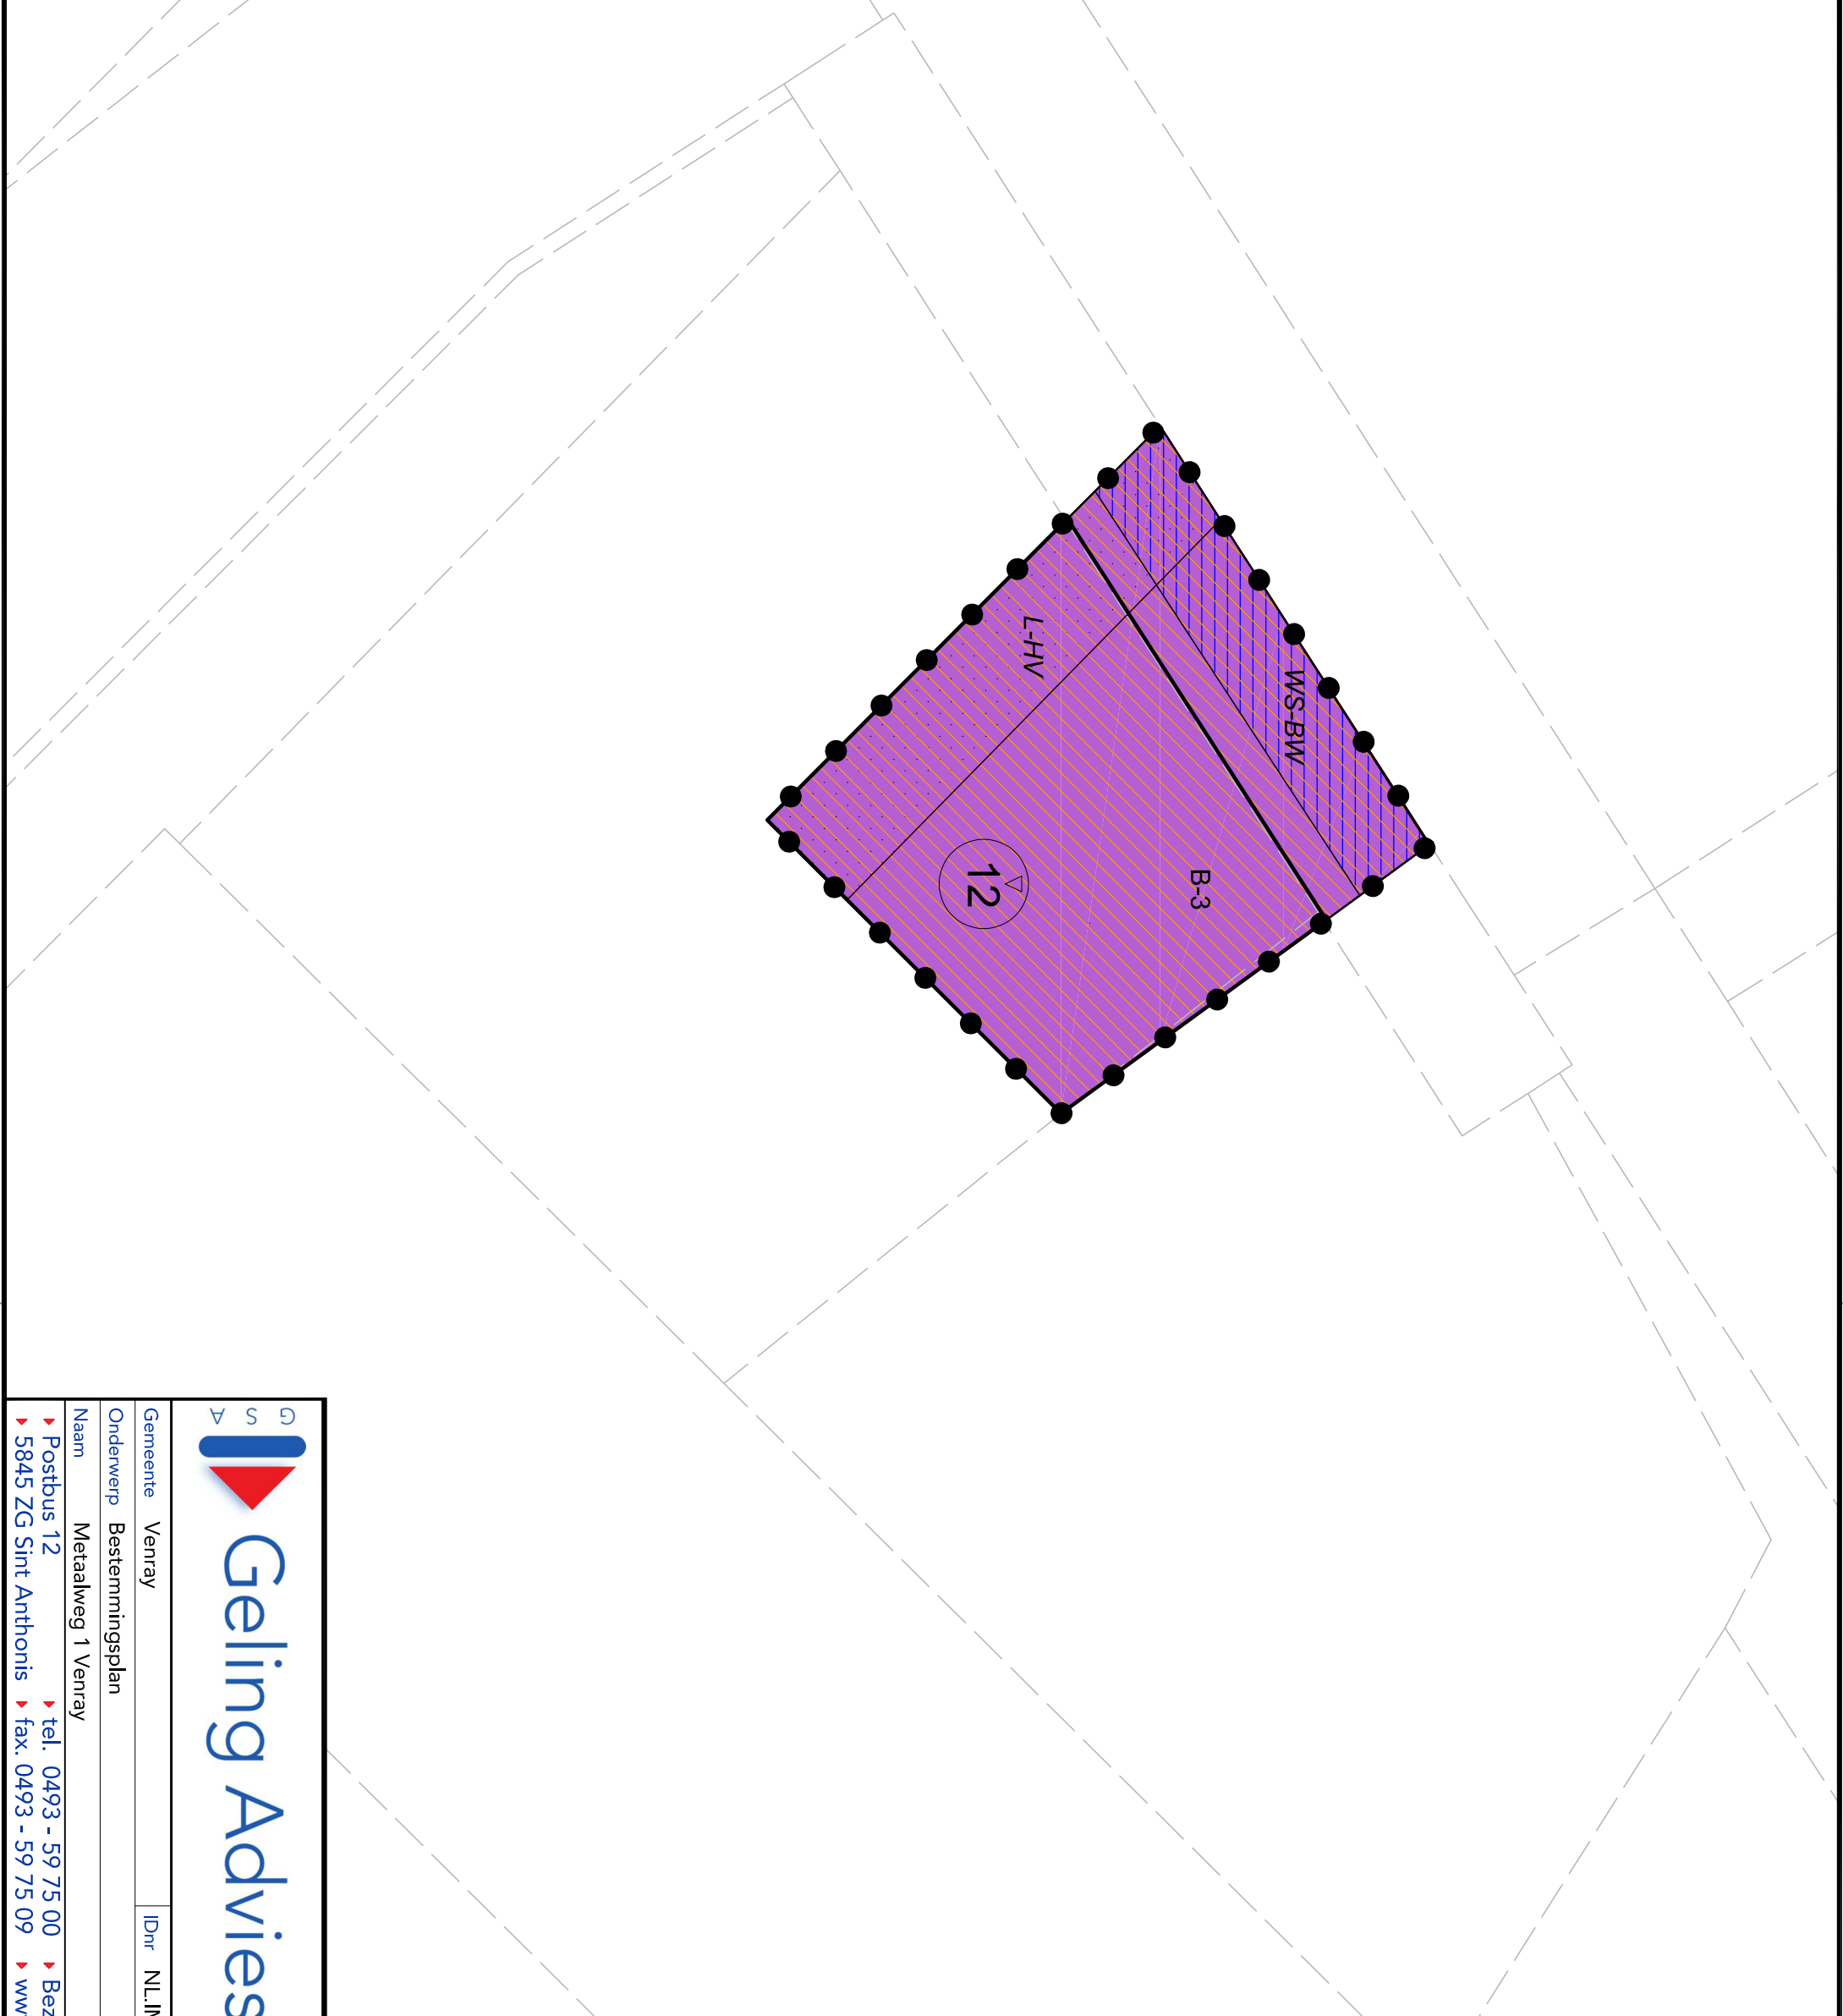 WS-BW
B-3
L-HV
12
G
S
A
Geling Advies
Gemeente Venray IDnr
Onderwerp Bestemmingsplan
Naam Metaalweg 1 Venray
Postbus 12 tel. 0493 - 59 75 00
5845 ZG Sint Anthonis fax. 0493 - 59 75 09